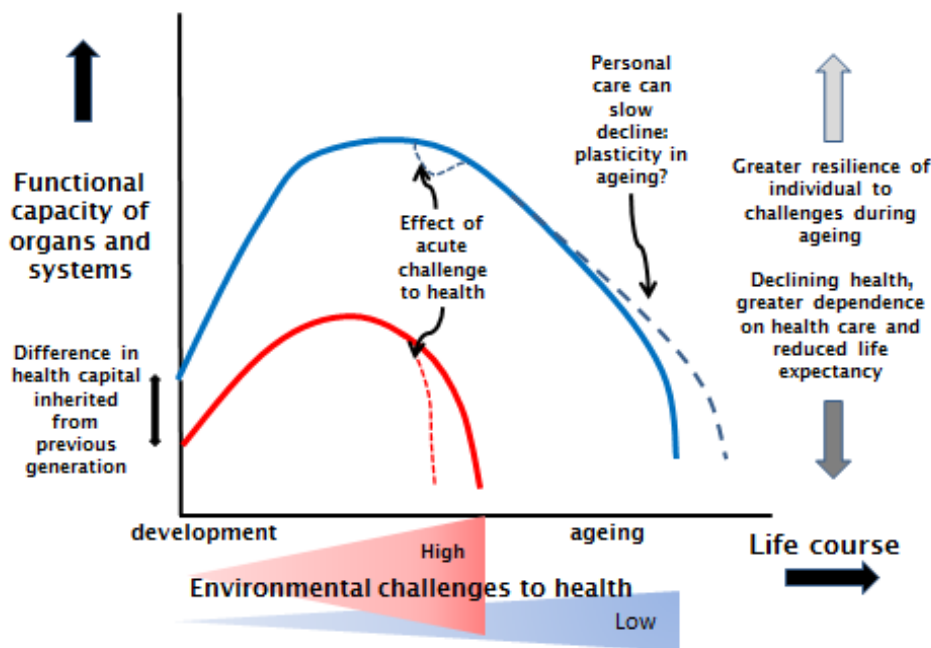 Functional
capacity of
organs and
systems
Difference in
health capital
inherited
from
previous
generation
Effect of
acute
challenge
to health
Personal
care can
slow
decline:
plasticity in
ageing?
Greater resilience of
individual to
challenges during
ageing
Declining health,
greater dependence
on health care and
reduced life
expectancy
development
ageing
Life course
High
Environmental challenges to health
Low